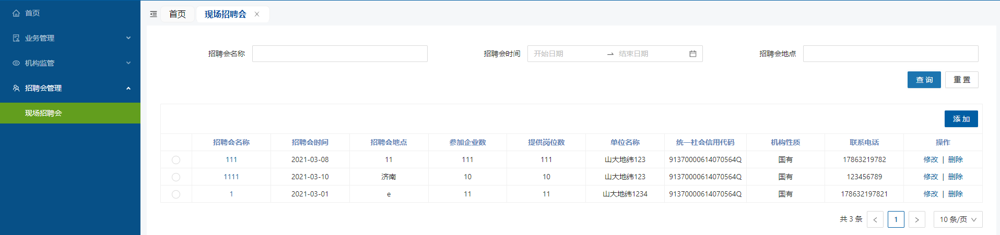 首页
业务管理
机构监管
招聘会管理
现场招聘会
首页 现场招聘会
招聘会名称 招聘会时间 开始日期 结束日期 招聘会地点
查询 重置
添加
招聘会名称 招聘会时间 招聘会地点 参加企业数 提供岗位数 单位名称 统一社会信用代码 机构性质 联系电话 操作
111 2021-03-08 11 111 111 山大地纬123 91370000614070564Q 国有 17863219782 修改 | 删除
1111 2021-03-10 济南 10 10 山大地纬123 91370000614070564Q 国有 123456789 修改 | 删除
1 2021-03-01 e 11 11 山大地纬1234 91370000614070564Q 国有 178632197821 修改 | 删除
共 3 条 < 1 > 10 条/页